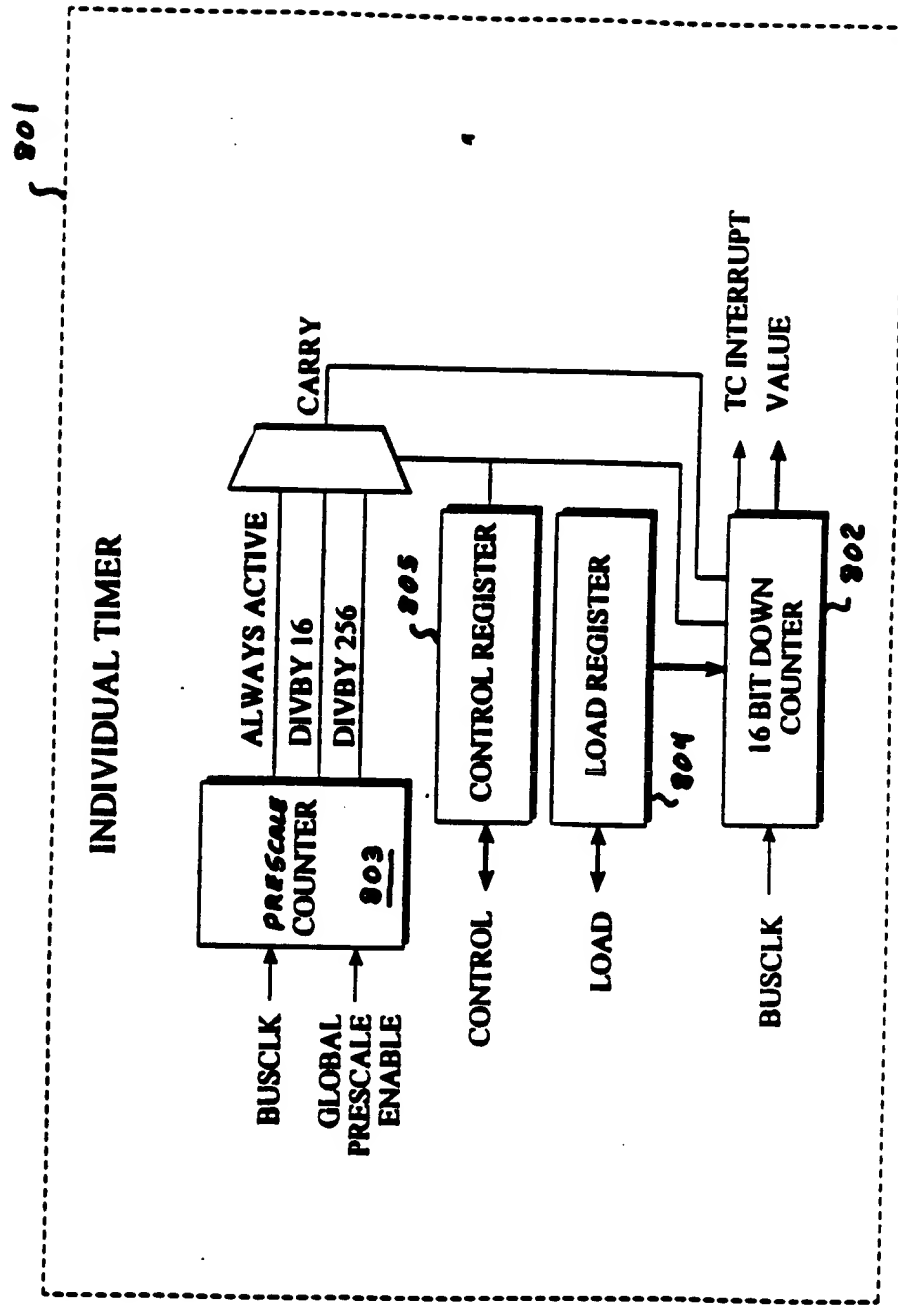 801
INDIVIDUAL TIMER
BUSCLK
GLOBAL
PRESCALE
ENABLE
PRESCALE
COUNTER
803
ALWAYS ACTIVE
DIVBY 16
DIVBY 256
CARRY
CONTROL
CONTROL REGISTER
805
LOAD
LOAD REGISTER
804
BUSCLK
16 BIT DOWN
COUNTER
802
TC INTERRUPT
VALUE